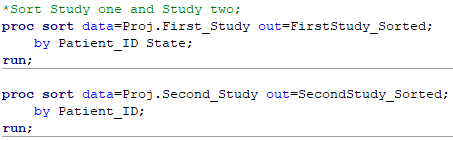 *Sort Study one and Study two;
proc sort data=Proj.First_Study out=FirstStudy_Sorted;
    by Patient_ID State;
run;
proc sort data=Proj.Second_Study out=SecondStudy_Sorted;
    by Patient_ID;
run;